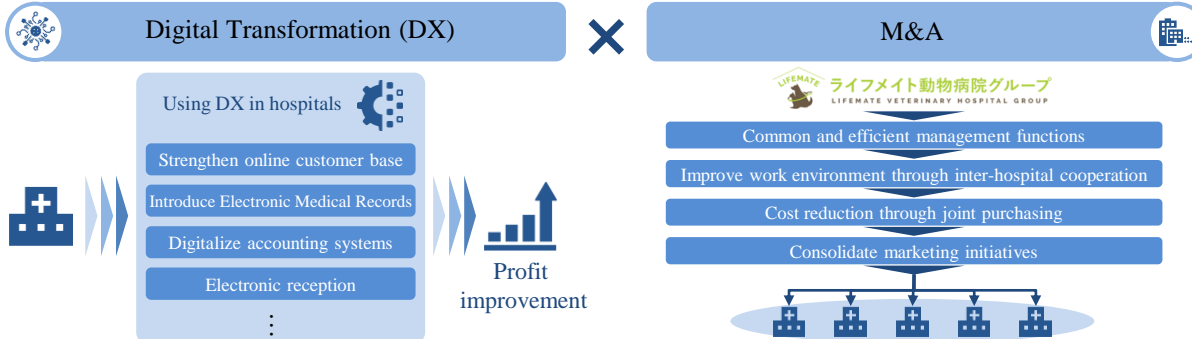 Digital Transformation (DX)
Using DX in hospitals
Strengthen online customer base
Introduce Electronic Medical Records
Digitalize accounting systems
Electronic reception
⋮
Profit
improvement
×
M&A
LIFEMATE
ライフメイト動物病院グループ
LIFEMATE VETERINARY HOSPITAL GROUP
Common and efficient management functions
Improve work environment through inter-hospital cooperation
Cost reduction through joint purchasing
Consolidate marketing initiatives